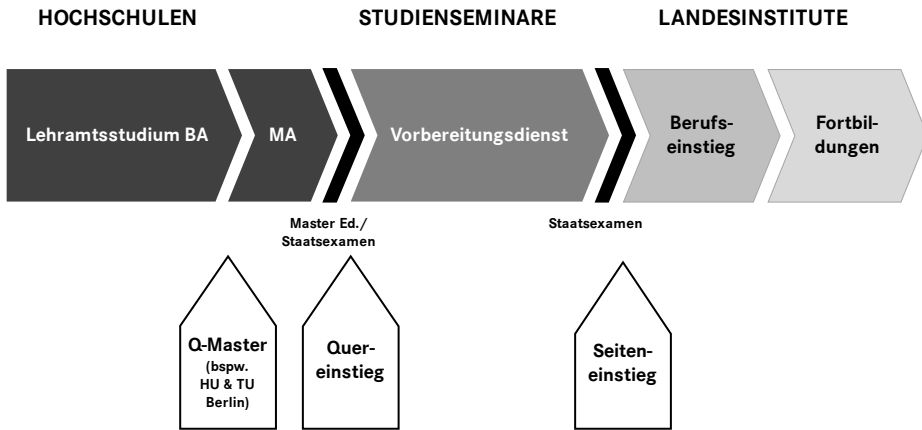 HOCHSCHULEN
STUDIENSEMINARE
LANDESINSTITUTE
Lehramtsstudium BA
MA
Vorbereitungsdienst
Berufs-
einstieg
Fortbil-
dungen
Master Ed./
Staatsexamen
Staatsexamen
Q-Master
(bspw.
HU & TU
Berlin)
Quer-
einstieg
Seiten-
einstieg